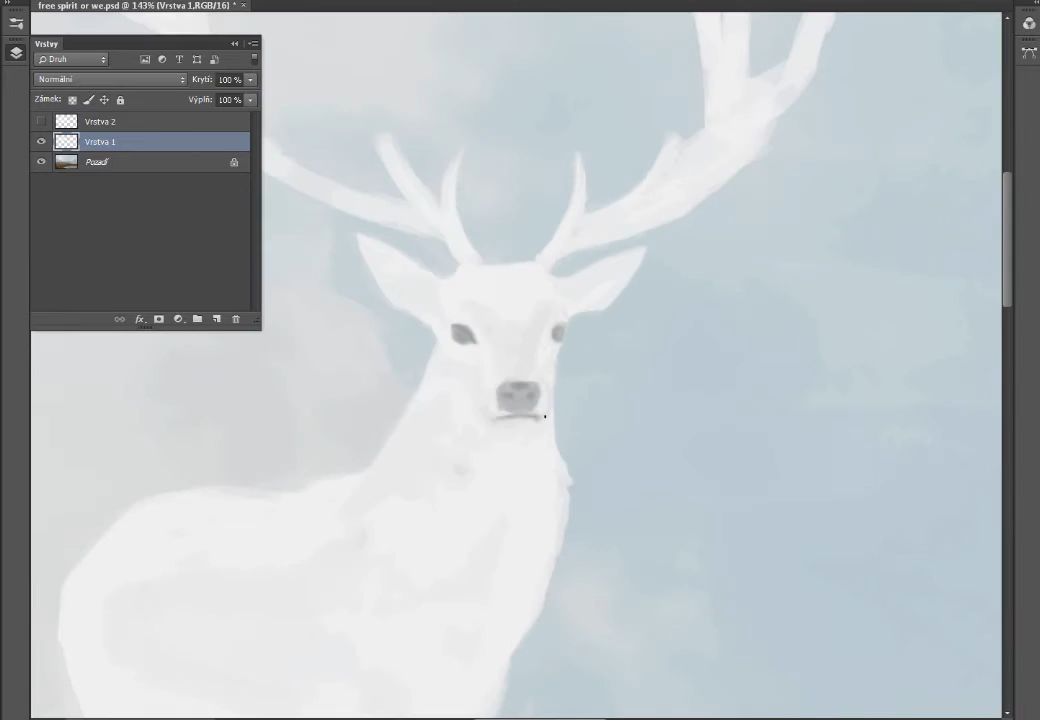 free spirit or we.psd @ 143% (Vrstva 1,RGB/16) * ×
Vrstvy
Druh
Normální Krytí: 100 %
Zámek: Výplň: 100 %
Vrstva 2
Vrstva 1
Pozadí
fx